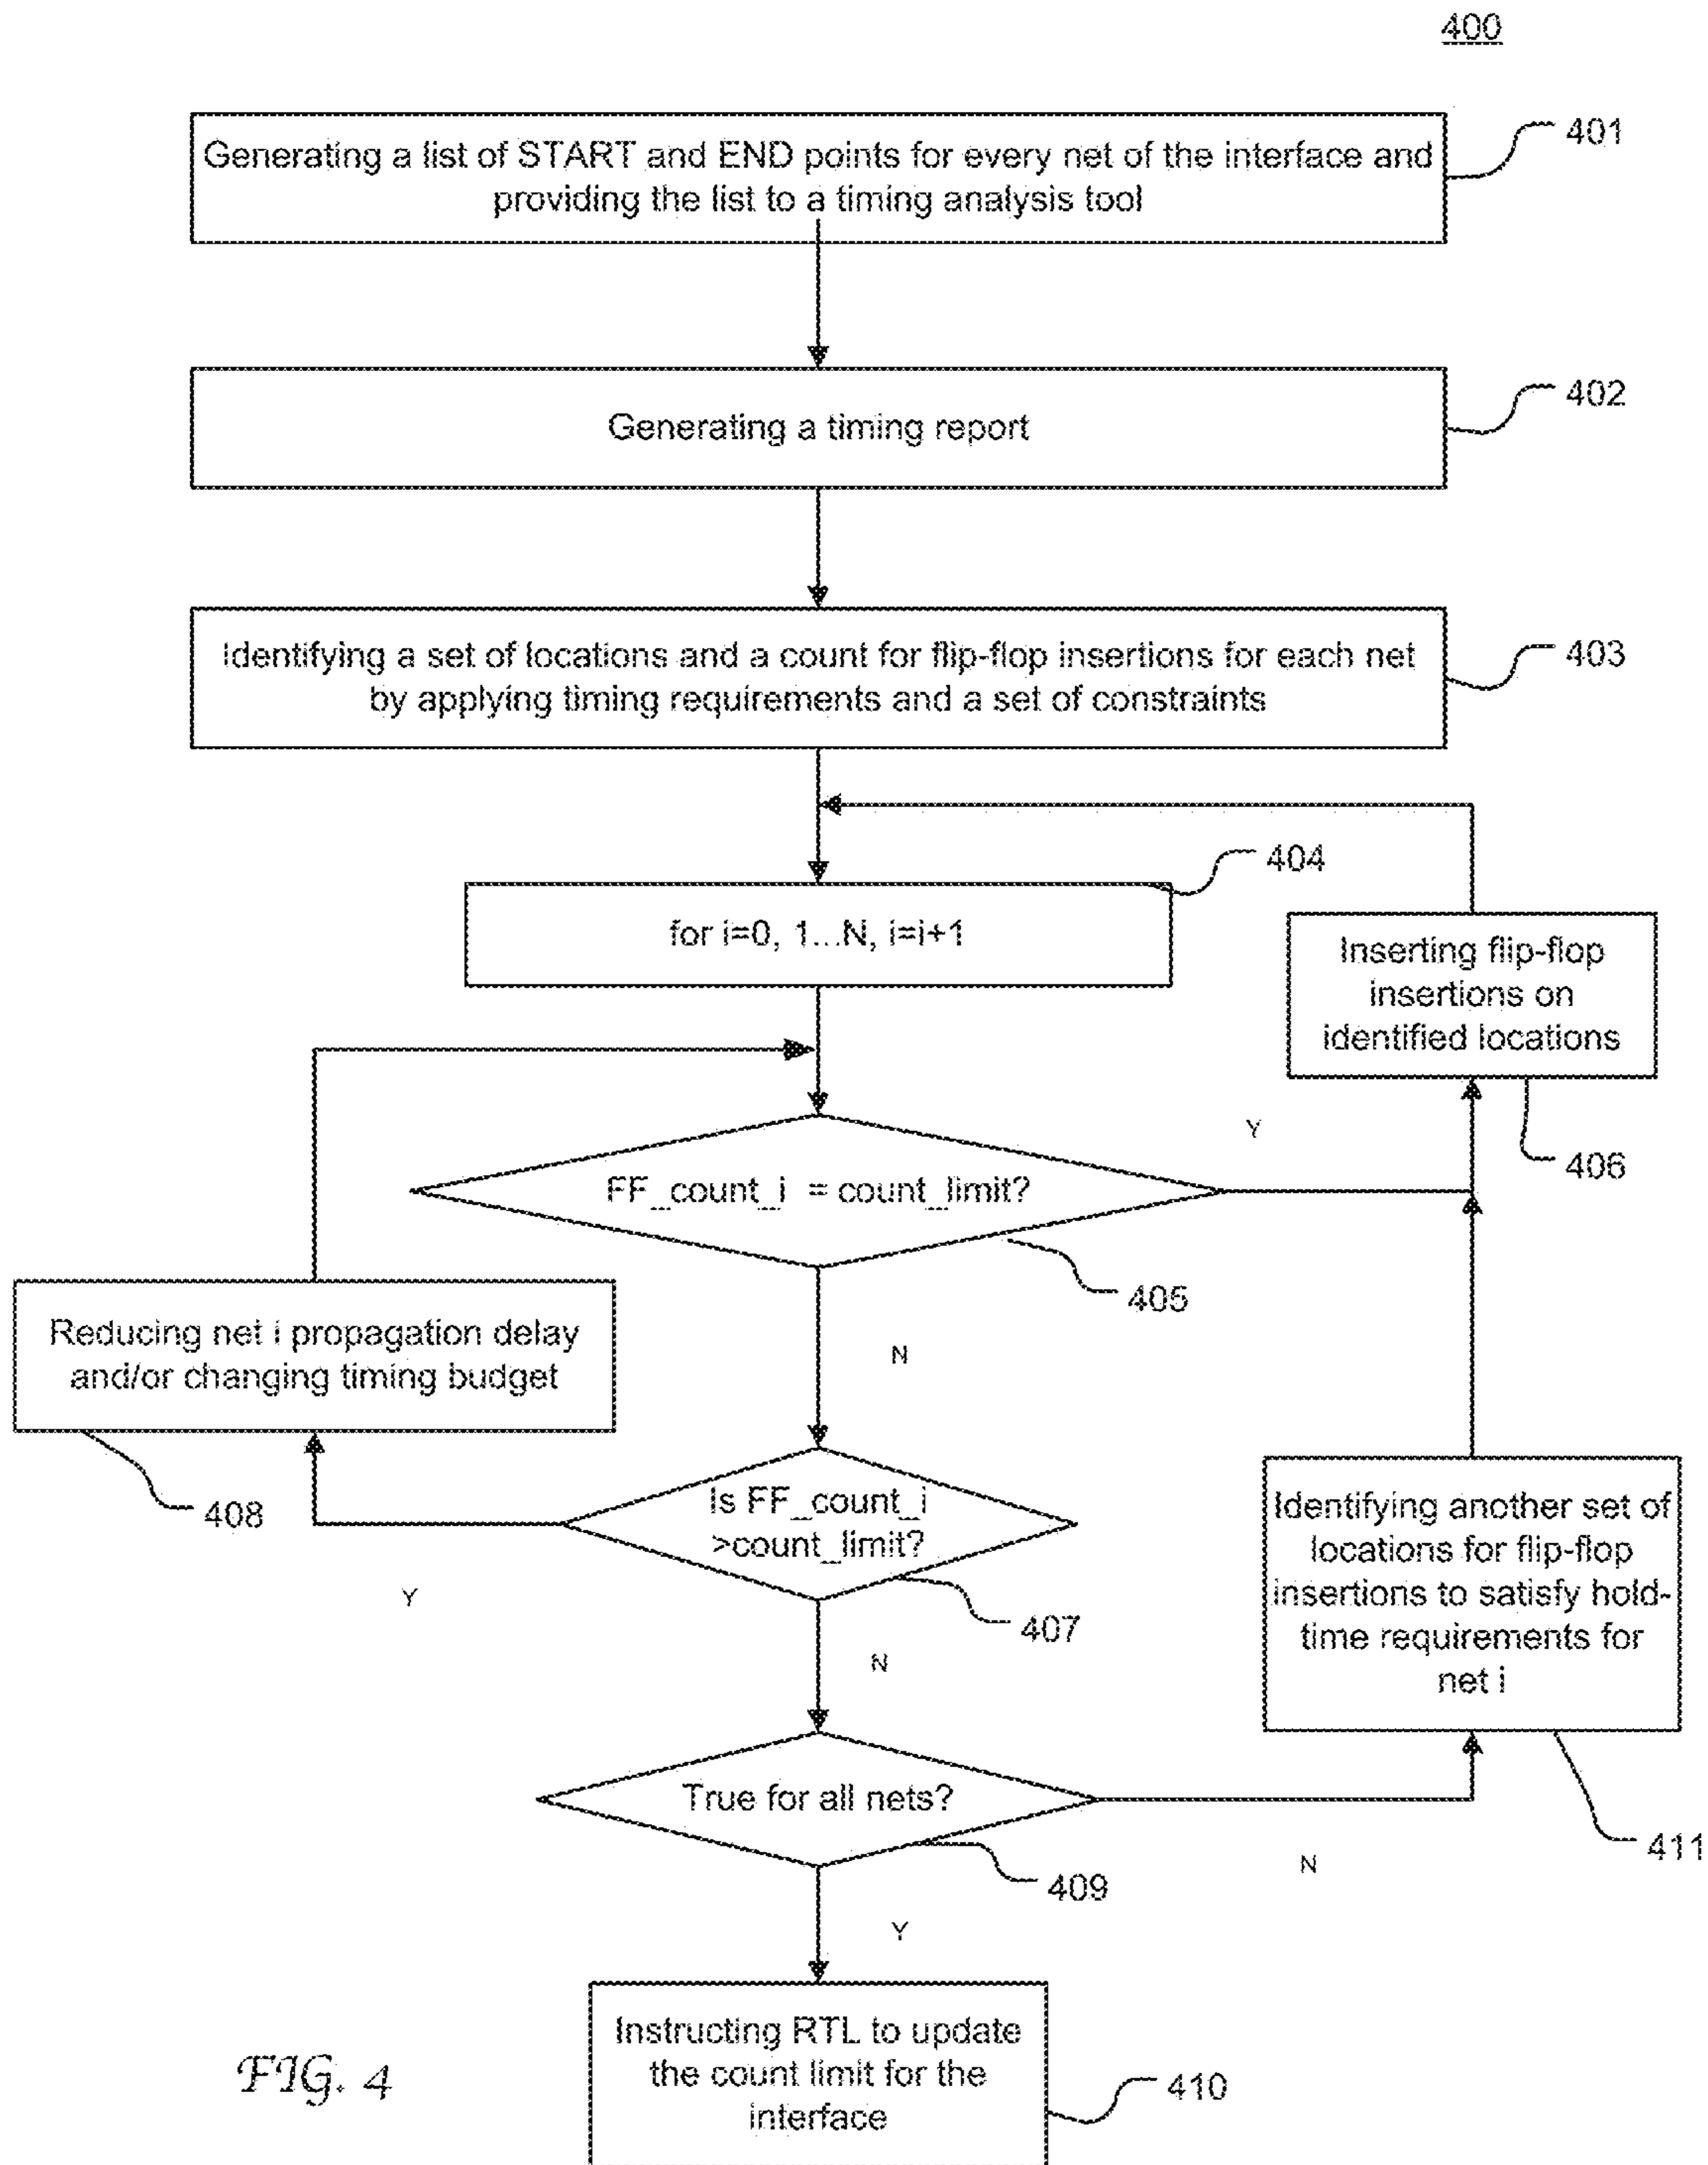 400
Generating a list of START and END points for every net of the interface and
providing the list to a timing analysis tool
401
Generating a timing report
402
Identifying a set of locations and a count for flip-flop insertions for each net
by applying timing requirements and a set of constraints
403
for i=0, 1...N, i=i+1
404
Inserting flip-flop
insertions on
identified locations
406
FF_count_i = count_limit?
Y
405
N
Reducing net i propagation delay
and/or changing timing budget
408
Is FF_count_i
>count_limit?
Y
407
N
Identifying another set of
locations for flip-flop
insertions to satisfy hold-
time requirements for
net i
411
True for all nets?
N
409
Y
Instructing RTL to update
the count limit for the
interface
410
FIG. 4